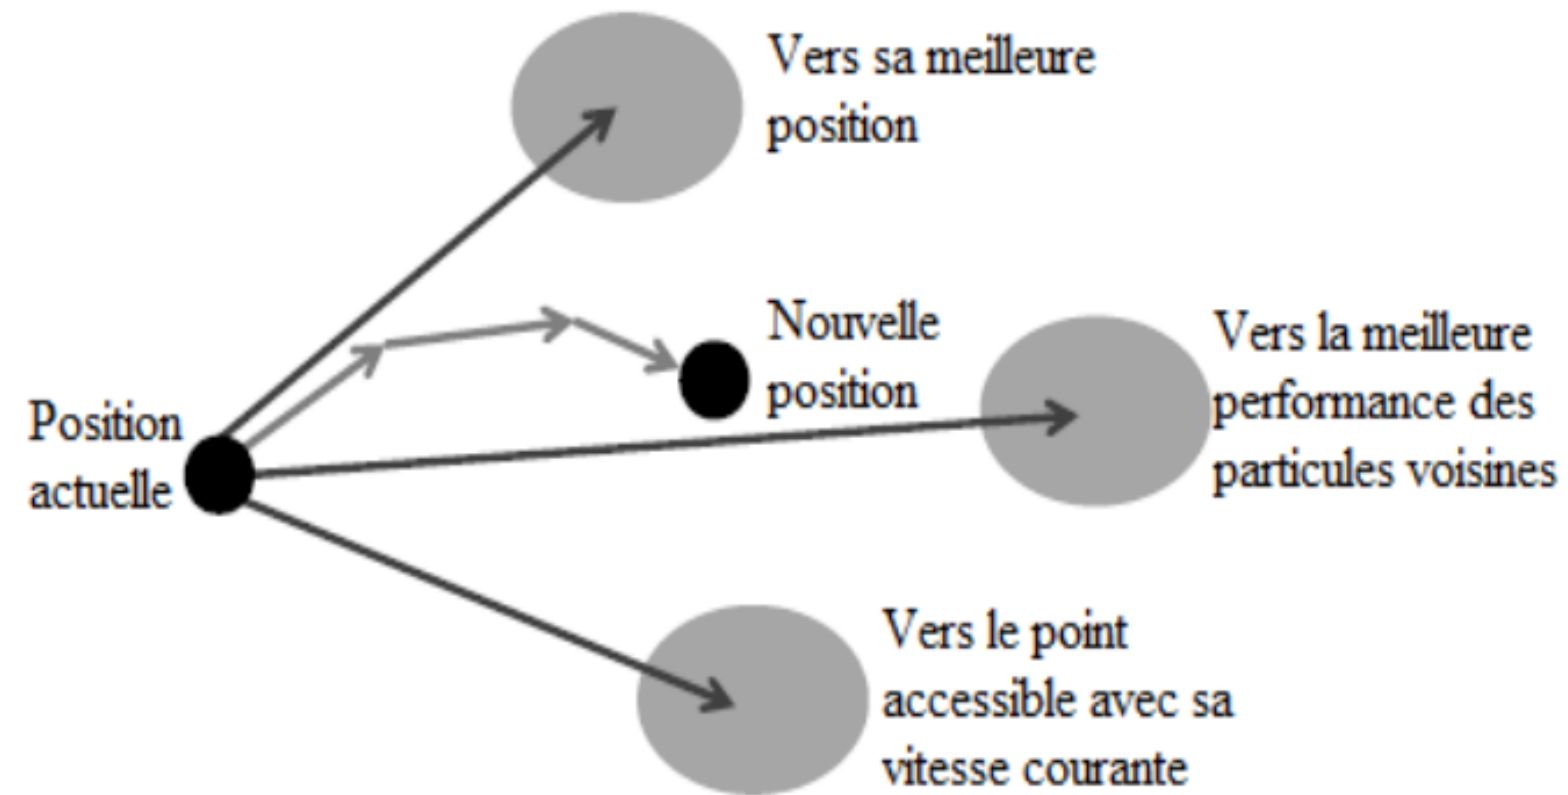 Vers sa meilleure
position
Nouvelle
position
Vers la meilleure
performance des
particules voisines
Position
actuelle
Vers le point
accessible avec sa
vitesse courante